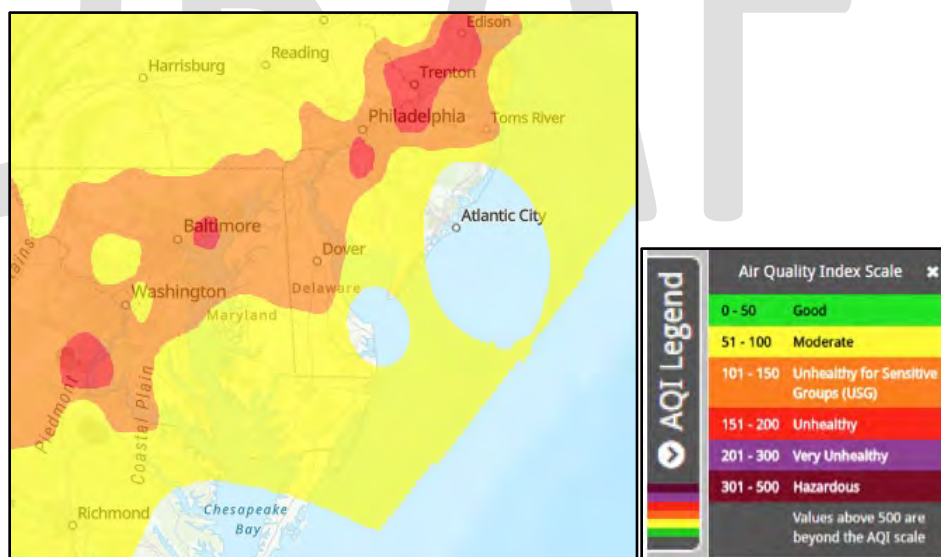 Edison
Reading
Harrisburg
Trenton
Philadelphia
Toms River
Atlantic City
Baltimore
Dover
Washington
Delaware
Maryland
Piedmont
Coastal Plain
Richmond
Chesapeake
Bay
AQI Legend
Air Quality Index Scale ×
0 - 50 Good
51 - 100 Moderate
101 - 150 Unhealthy for Sensitive
Groups (USG)
151 - 200 Unhealthy
201 - 300 Very Unhealthy
301 - 500 Hazardous
Values above 500 are
beyond the AQI scale